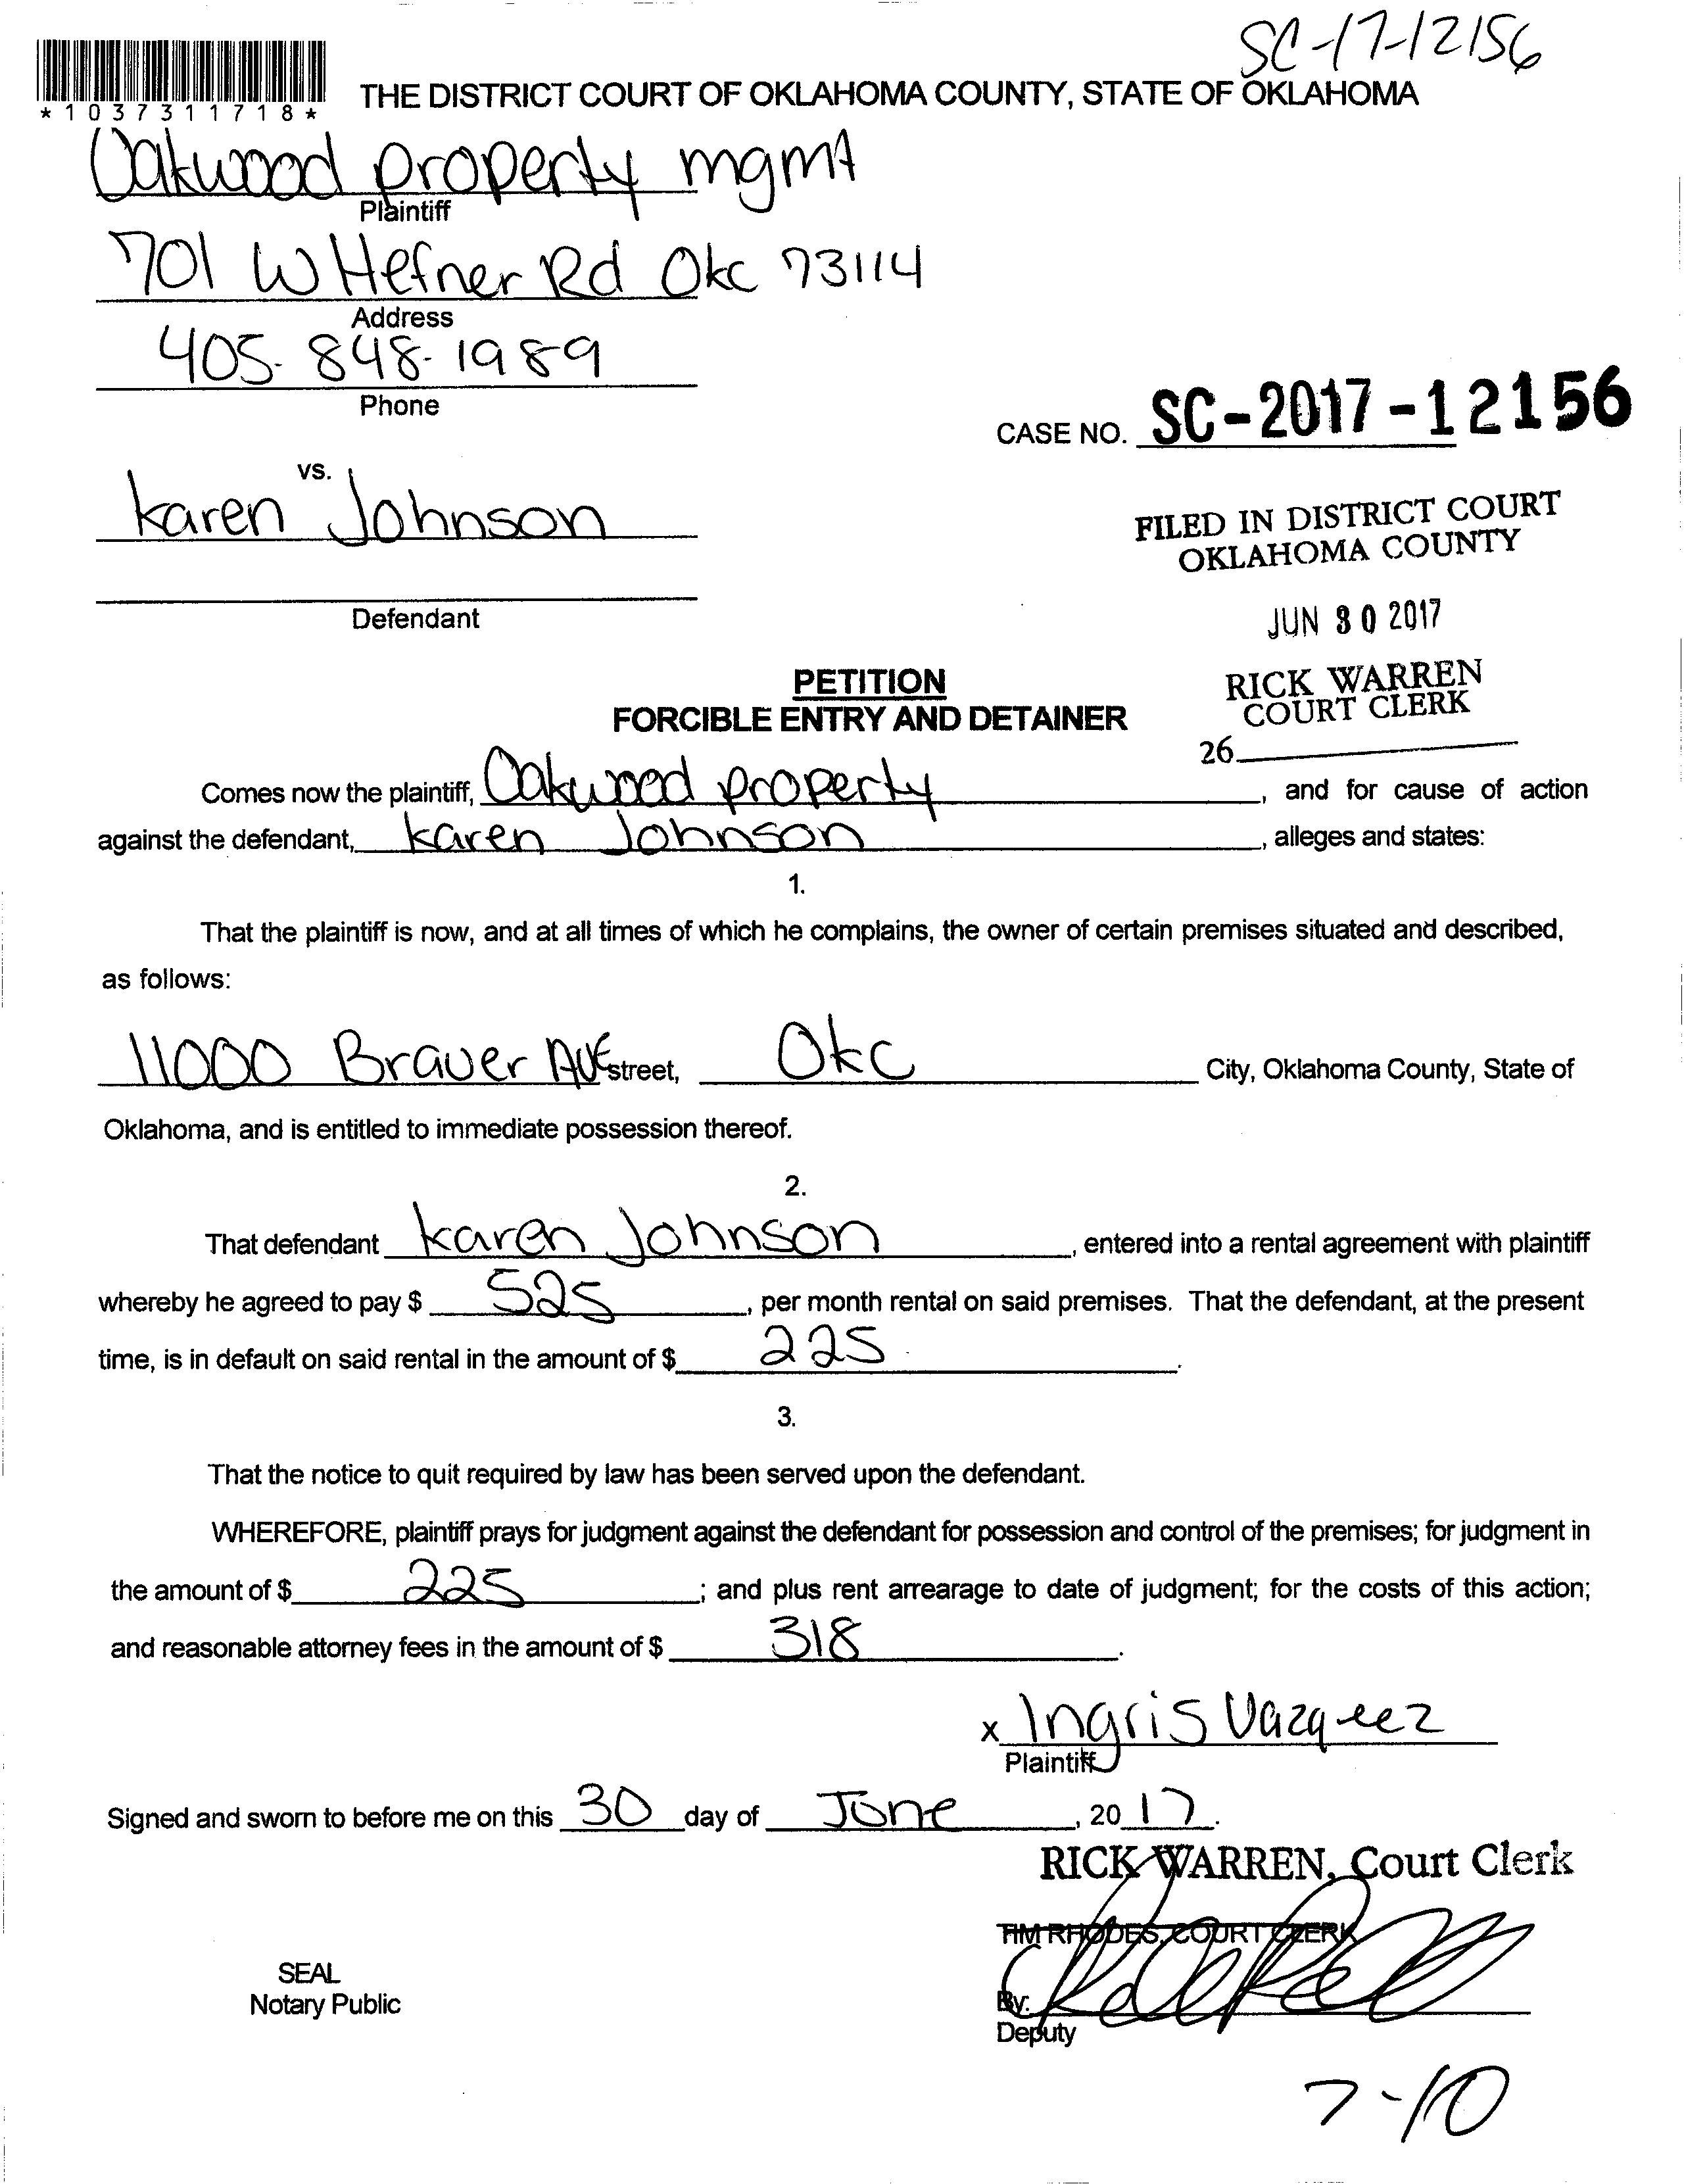 SC-17-12156
*1037311718*
THE DISTRICT COURT OF OKLAHOMA COUNTY, STATE OF OKLAHOMA
Oakwood property mgmt
Plaintiff
701 W Hefner Rd Okc 73114
Address
405-848-1989
Phone
CASE NO. SC-2017-12156
vs.
karen Johnson
Defendant
FILED IN DISTRICT COURT
OKLAHOMA COUNTY
JUN 30 2017
RICK WARREN
COURT CLERK
26
PETITION
FORCIBLE ENTRY AND DETAINER
Comes now the plaintiff, Oakwood property, and for cause of action
against the defendant, karen Johnson, alleges and states:
1.
That the plaintiff is now, and at all times of which he complains, the owner of certain premises situated and described,
as follows:
11000 Brauer AVE street, Okc City, Oklahoma County, State of
Oklahoma, and is entitled to immediate possession thereof.
2.
That defendant karen Johnson, entered into a rental agreement with plaintiff
whereby he agreed to pay $ 525, per month rental on said premises. That the defendant, at the present
time, is in default on said rental in the amount of $ 225.
3.
That the notice to quit required by law has been served upon the defendant.
WHEREFORE, plaintiff prays for judgment against the defendant for possession and control of the premises; for judgment in
the amount of $ 225; and plus rent arrearage to date of judgment; for the costs of this action;
and reasonable attorney fees in the amount of $ 318.
x Ingris Vazquez
Plaintiff
Signed and sworn to before me on this 30 day of June, 2017.
RICK WARREN, Court Clerk
TIM RHODES, COURT CLERK
SEAL
Notary Public
By:
Deputy
7-10